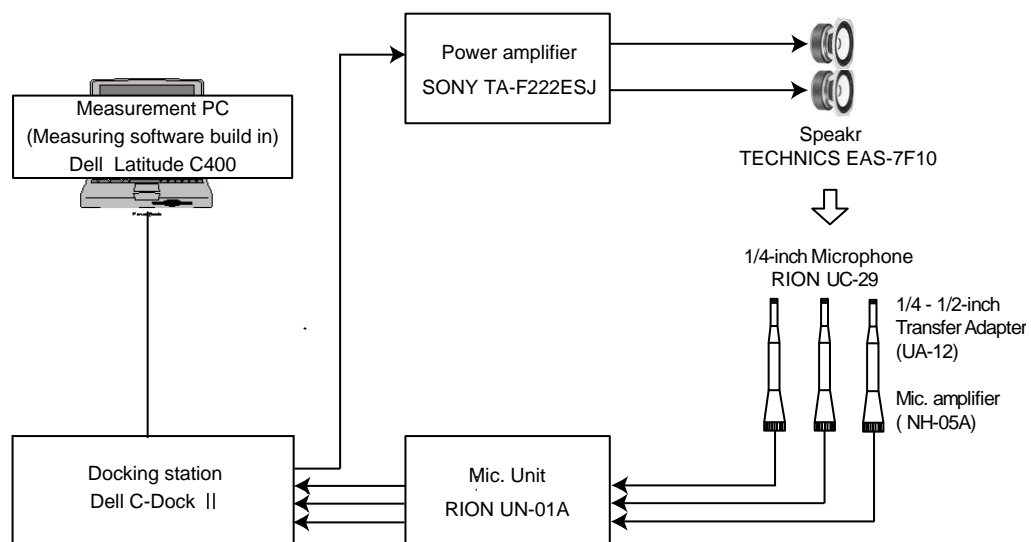 Power amplifier
SONY TA-F222ESJ
Measurement PC
(Measuring software build in)
Dell Latitude C400
Speakr
TECHNICS EAS-7F10
1/4-inch Microphone
RION UC-29
1/4 - 1/2-inch
Transfer Adapter
(UA-12)
Mic. amplifier
( NH-05A)
Docking station
Dell C-Dock Ⅱ
Mic. Unit
RION UN-01A